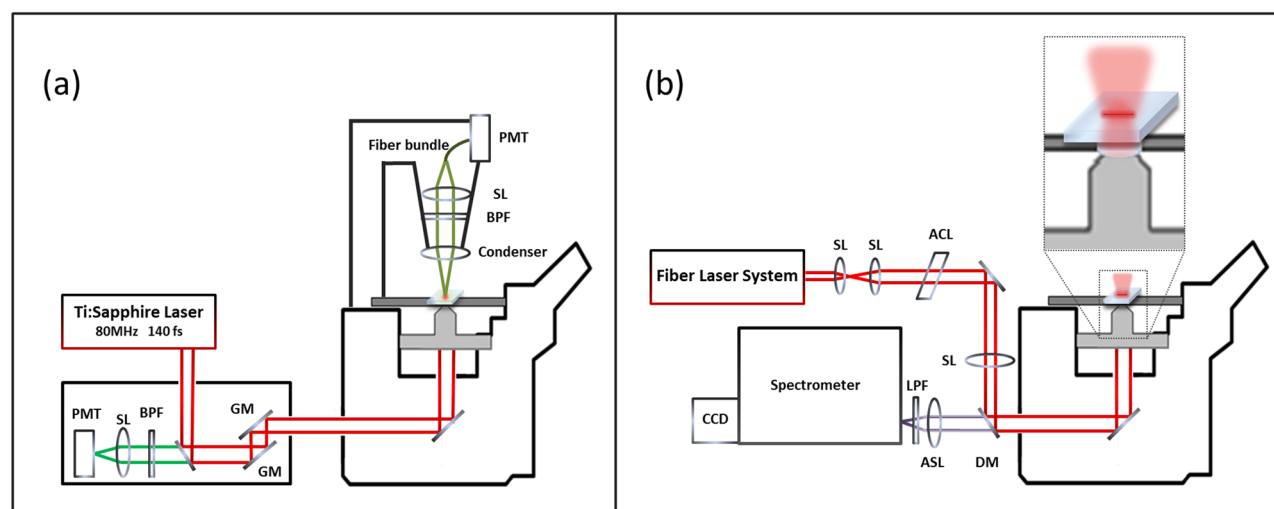 (a)
PMT
Fiber bundle
SL
BPF
Condenser
Ti:Sapphire Laser
80MHz 140 fs
PMT
SL
BPF
GM
GM
(b)
SL
SL
ACL
Fiber Laser System
SL
Spectrometer
LPF
CCD
ASL
DM